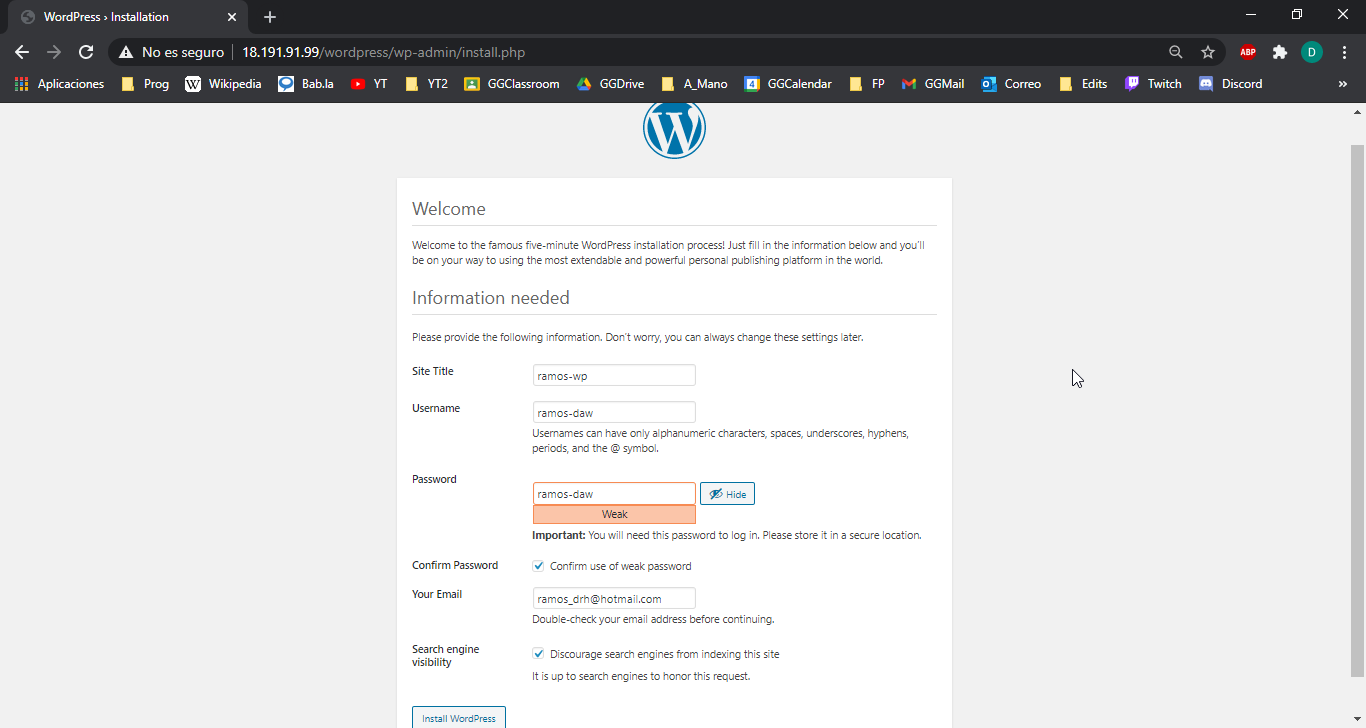 WordPress › Installation
No es seguro 18.191.91.99/wordpress/wp-admin/install.php
ABP
D
Aplicaciones Prog Wikipedia Bab.la YT YT2 GGClassroom GGDrive A_Mano 4 GGCalendar FP GGMail Correo Edits Twitch Discord »
Welcome
Welcome to the famous five-minute WordPress installation process! Just fill in the information below and you'll
be on your way to using the most extendable and powerful personal publishing platform in the world.
Information needed
Please provide the following information. Don't worry, you can always change these settings later.
Site Title
ramos-wp
Username
ramos-daw
Usernames can have only alphanumeric characters, spaces, underscores, hyphens,
periods, and the @ symbol.
Password
ramos-daw
Hide
Weak
Important: You will need this password to log in. Please store it in a secure location.
Confirm Password
Confirm use of weak password
Your Email
ramos_drh@hotmail.com
Double-check your email address before continuing.
Search engine
visibility
Discourage search engines from indexing this site
It is up to search engines to honor this request.
Install WordPress